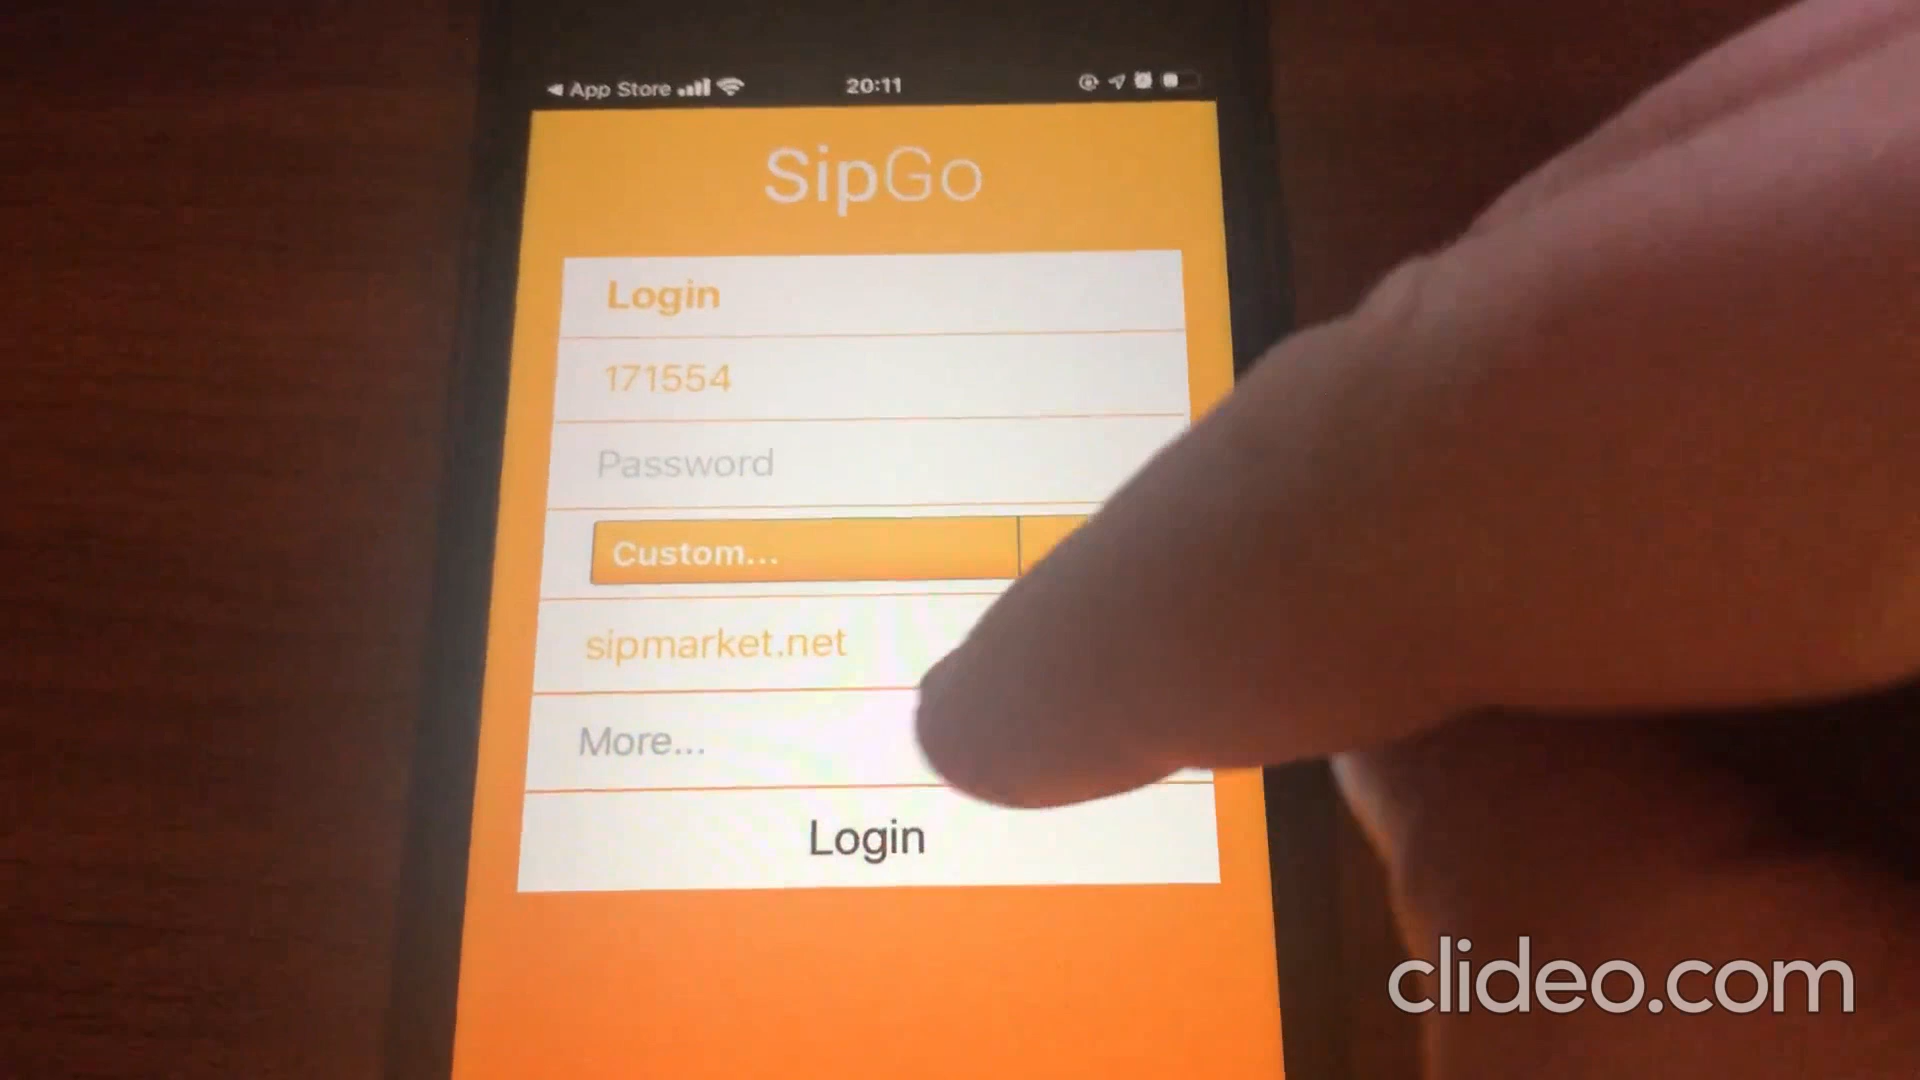 App Store
20:11
SipGo
Login
171554
Password
Custom...
sipmarket.net
More...
Login
clideo.com